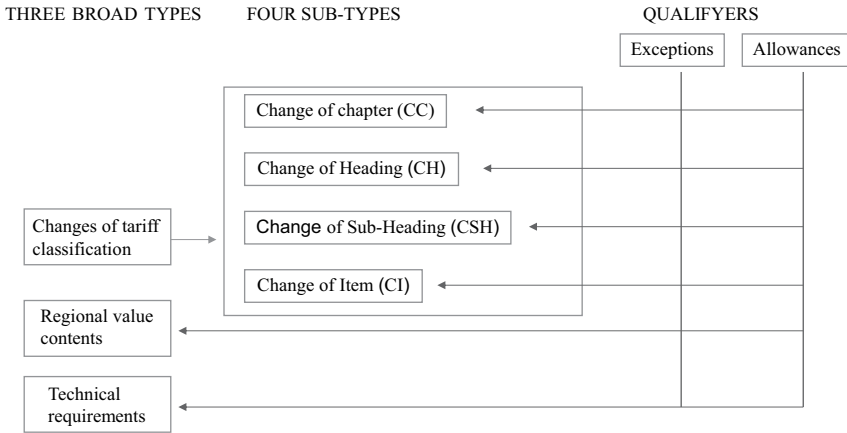 THREE BROAD TYPES FOUR SUB-TYPES QUALIFYERS
Exceptions Allowances
Change of chapter (CC)
Change of Heading (CH)
Changes of tariff
classification
Change of Sub-Heading (CSH)
Change of Item (CI)
Regional value
contents
Technical
requirements